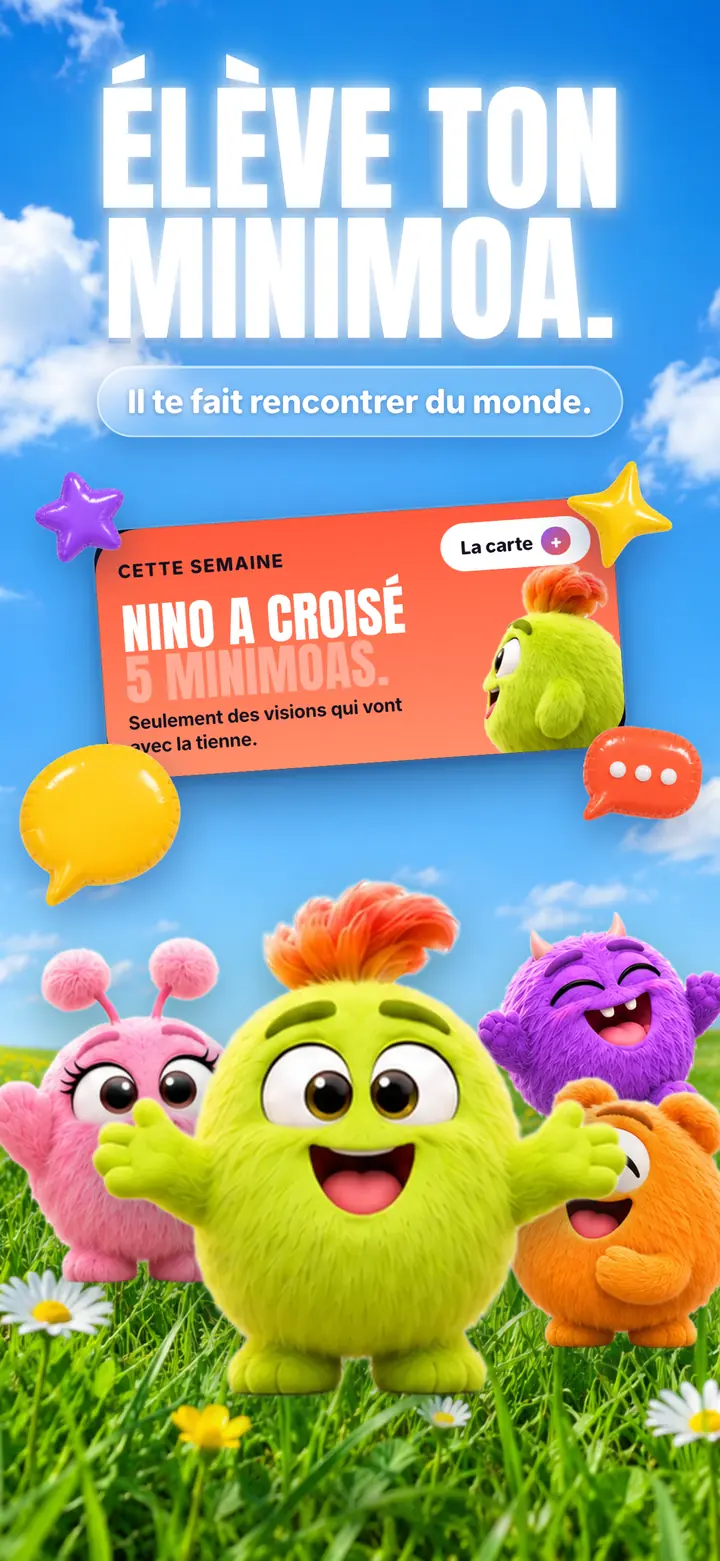 ÉLÈVE TON
MINIMOA.
Il te fait rencontrer du monde.
CETTE SEMAINE
La carte +
NINO A CROISÉ
5 MINIMOAS.
Seulement des visions qui vont
avec la tienne.